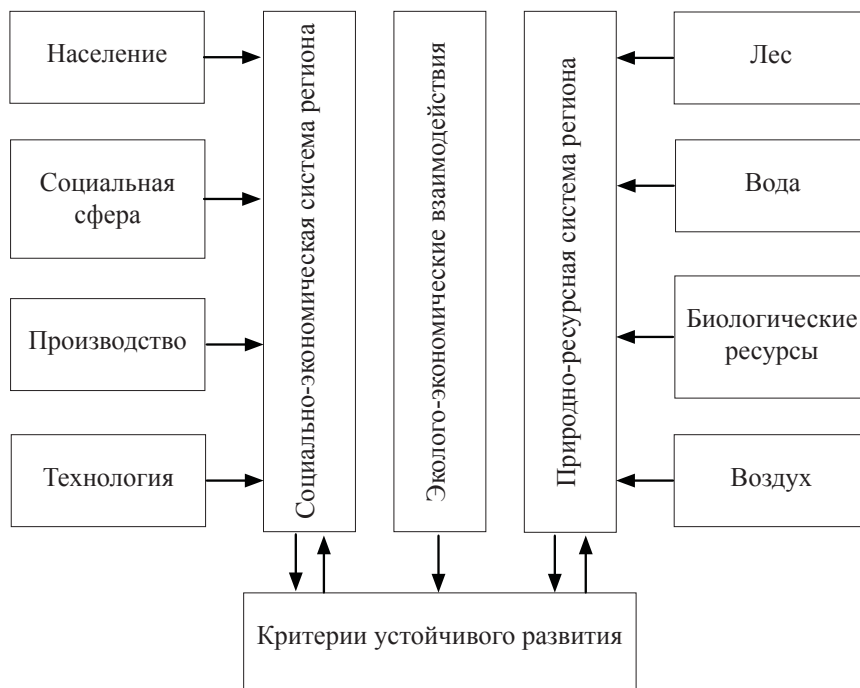 Население
Социальная
сфера
Производство
Технология
Социально-экономическая система региона
Эколого-экономические взаимодействия
Природно-ресурсная система региона
Лес
Вода
Биологические
ресурсы
Воздух
Критерии устойчивого развития